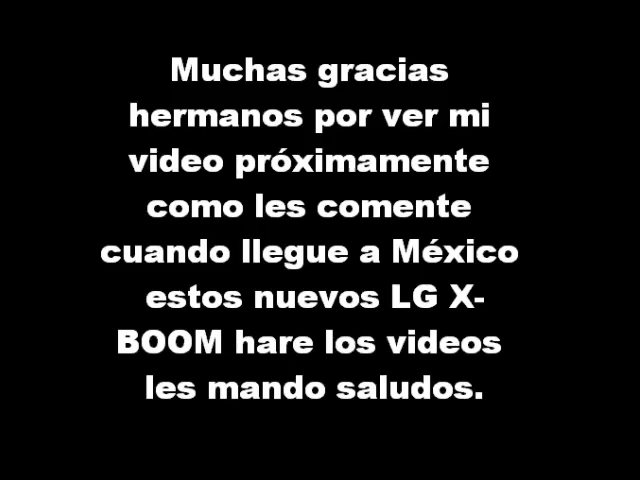 Muchas gracias
hermanos por ver mi
video próximamente
como les comente
cuando llegue a México
estos nuevos LG X-
BOOM hare los videos
les mando saludos.